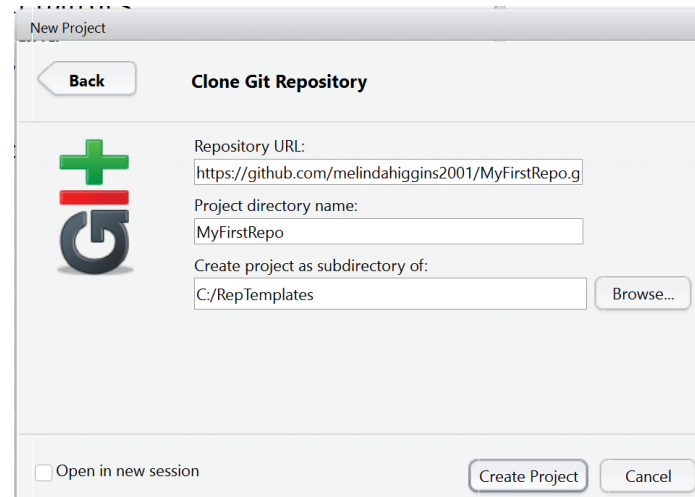 New Project
Back
Clone Git Repository
git
Repository URL:
https://github.com/melindahiggins2001/MyFirstRepo.g
Project directory name:
MyFirstRepo
Create project as subdirectory of:
C:/RepTemplates
Browse...
Open in new session
Create Project
Cancel